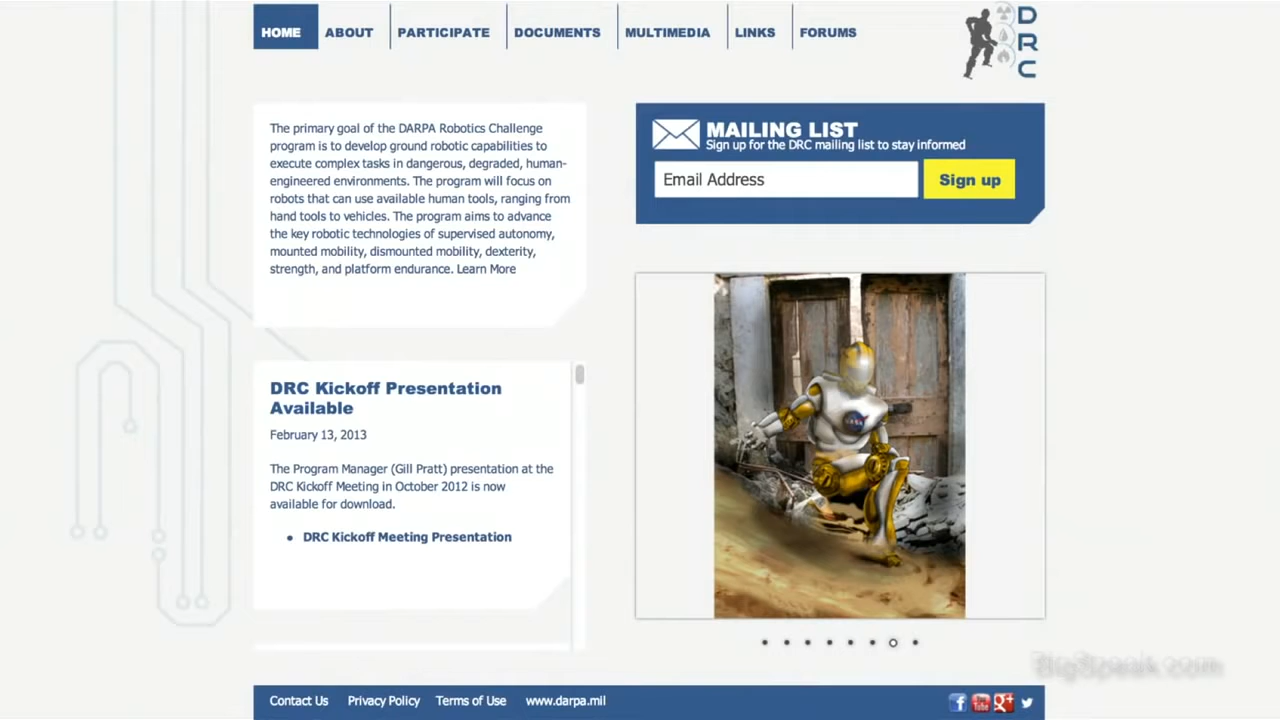 HOME ABOUT PARTICIPATE DOCUMENTS MULTIMEDIA LINKS FORUMS
D
R
C
The primary goal of the DARPA Robotics Challenge
program is to develop ground robotic capabilities to
execute complex tasks in dangerous, degraded, human-
engineered environments. The program will focus on
robots that can use available human tools, ranging from
hand tools to vehicles. The program aims to advance
the key robotic technologies of supervised autonomy,
mounted mobility, dismounted mobility, dexterity,
strength, and platform endurance. Learn More
MAILING LIST
Sign up for the DRC mailing list to stay informed
Email Address
Sign up
DRC Kickoff Presentation
Available
February 13, 2013
The Program Manager (Gill Pratt) presentation at the
DRC Kickoff Meeting in October 2012 is now
available for download.
• DRC Kickoff Meeting Presentation
NASA
BigSpeak.com
Contact Us Privacy Policy Terms of Use www.darpa.mil
f You Tube g+